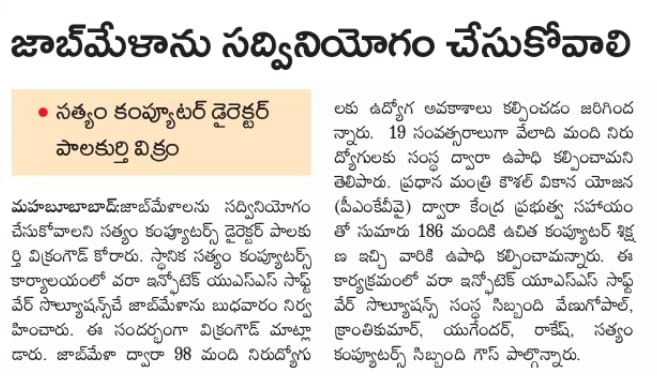 జాబ్‌మేళాను సద్వినియోగం చేసుకోవాలి
• సత్యం కంప్యూటర్ డైరెక్టర్
పాలకుర్తి విక్రం
మహబూబాబాద్:జాబ్‌మేళాలను సద్వినియోగం
చేసుకోవాలని సత్యం కంప్యూటర్స్ డైరెక్టర్ పాలకు
ర్తి విక్రంగౌడ్ కోరారు. స్థానిక సత్యం కంప్యూటర్స్
కార్యాలయంలో వరా ఇన్ఫోటెక్ యుఎస్ఎస్ సాఫ్ట్
వేర్ సొల్యూషన్స్‌చే జాబ్‌మేళాను బుధవారం నిర్వ
హించారు. ఈ సందర్భంగా విక్రంగౌడ్ మాట్లా
డారు. జాబ్‌మేళా ద్వారా 98 మంది నిరుద్యోగు
లకు ఉద్యోగ అవకాశాలు కల్పించడం జరిగింద
న్నారు. 19 సంవత్సరాలుగా వేలాది మంది నిరు
ద్యోగులకు సంస్థ ద్వారా ఉపాధి కల్పించామని
తెలిపారు. ప్రధాన మంత్రి కౌశల్ వికాన యోజన
(పీఎంకేవీవై) ద్వారా కేంద్ర ప్రభుత్వ సహాయం
తో సుమారు 186 మందికి ఉచిత కంప్యూటర్ శిక్ష
ణ ఇచ్చి వారికి ఉపాధి కల్పించామన్నారు. ఈ
కార్యక్రమంలో వరా ఇన్ఫోటెక్ యూఎస్ఎస్ సాఫ్ట్
వేర్ సొల్యూషన్స్ సంస్థ సిబ్బంది వేణుగోపాల్,
క్రాంతికుమార్, యుగేందర్, రాకేష్, సత్యం
కంప్యూటర్స్ సిబ్బంది గౌస్ పాల్గొన్నారు.